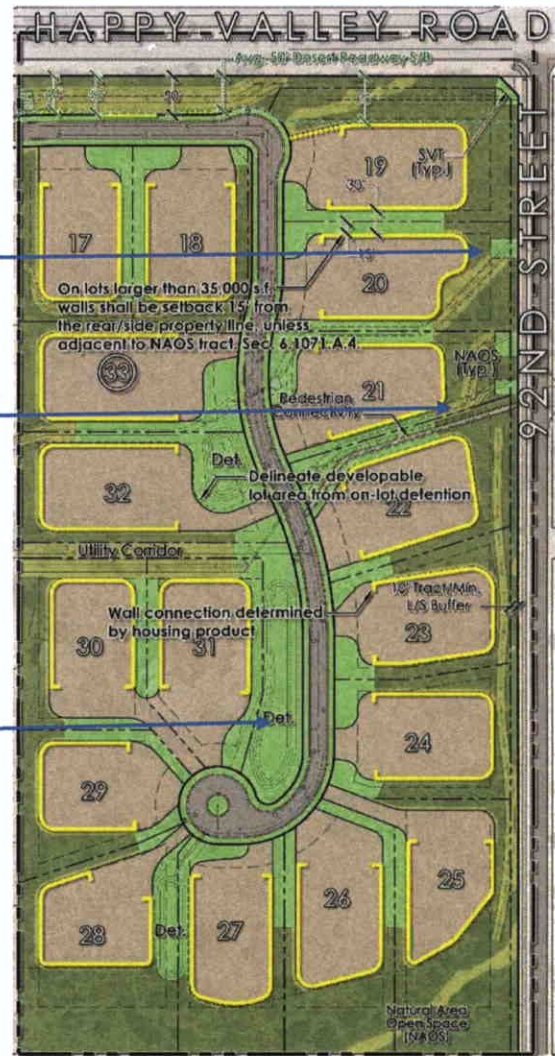 HAPPY VALLEY ROAD
Avg. 50' Desert Roadway S/B
19
SVT
(Typ.)
17
18
20
On lots larger than 35,000 s.f.
walls shall be setback 15' from
the rear/side property line, unless
adjacent to NAOS tract, Sec. 6.1071.A.4.
92ND STREET
33
21
NAOS
(Typ.)
Pedestrian
Connectivity
Det.
32
Delineate developable
lot area from on-lot detention
22
Utility Corridor
10' Tract/Min.
L/S Buffer
Wall connection determined
by housing product
23
30
31
Det.
24
29
25
26
28
Det.
27
Natural Area
Open Space
(NAOS)